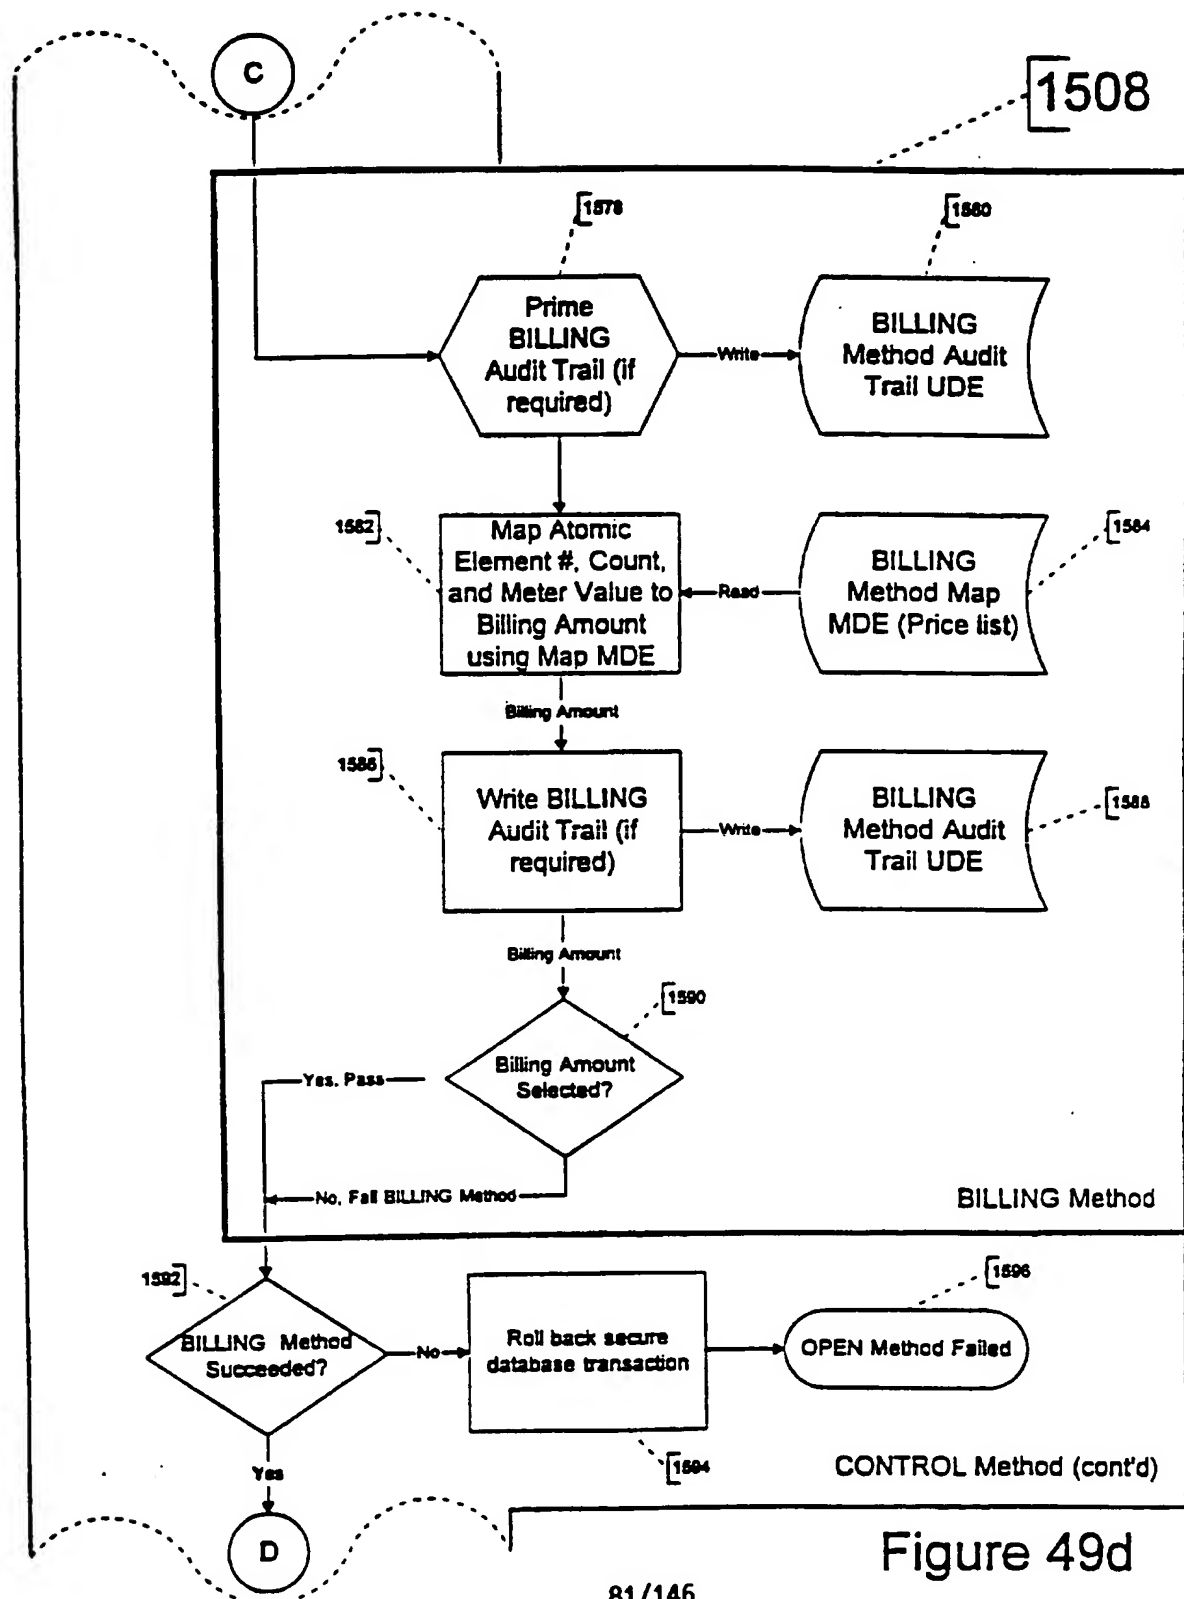 C
1508
1578
1580
Prime
BILLING
Audit Trail (if
required)
Write
BILLING
Method Audit
Trail UDE
1582
1584
Map Atomic
Element #, Count,
and Meter Value to
Billing Amount
using Map MDE
Read
BILLING
Method Map
MDE (Price list)
Billing Amount
1586
1588
Write BILLING
Audit Trail (if
required)
Write
BILLING
Method Audit
Trail UDE
Billing Amount
1590
Billing Amount
Selected?
Yes, Pass
No, Fail BILLING Method
BILLING Method
1592
1596
BILLING Method
Succeeded?
No
Roll back secure
database transaction
OPEN Method Failed
Yes
1594
CONTROL Method (cont'd)
D
Figure 49d
81/146